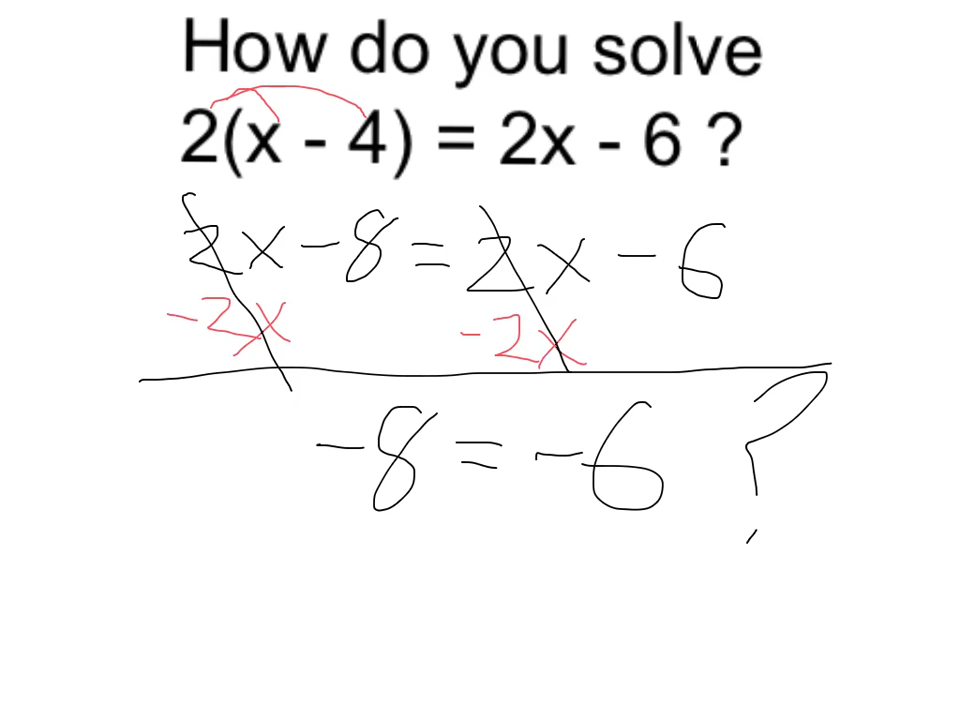 How do you solve
2(x - 4) = 2x - 6 ?
2x - 8 = 2x - 6
-2x -2x
-8 = -6 ?